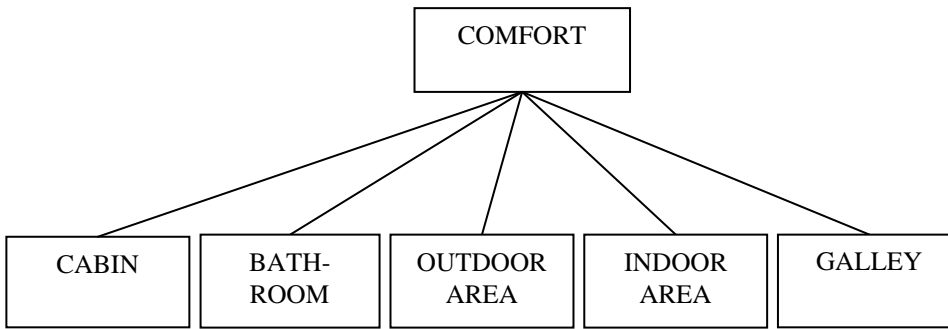 COMFORT
CABIN
BATH-
ROOM
OUTDOOR
AREA
INDOOR
AREA
GALLEY